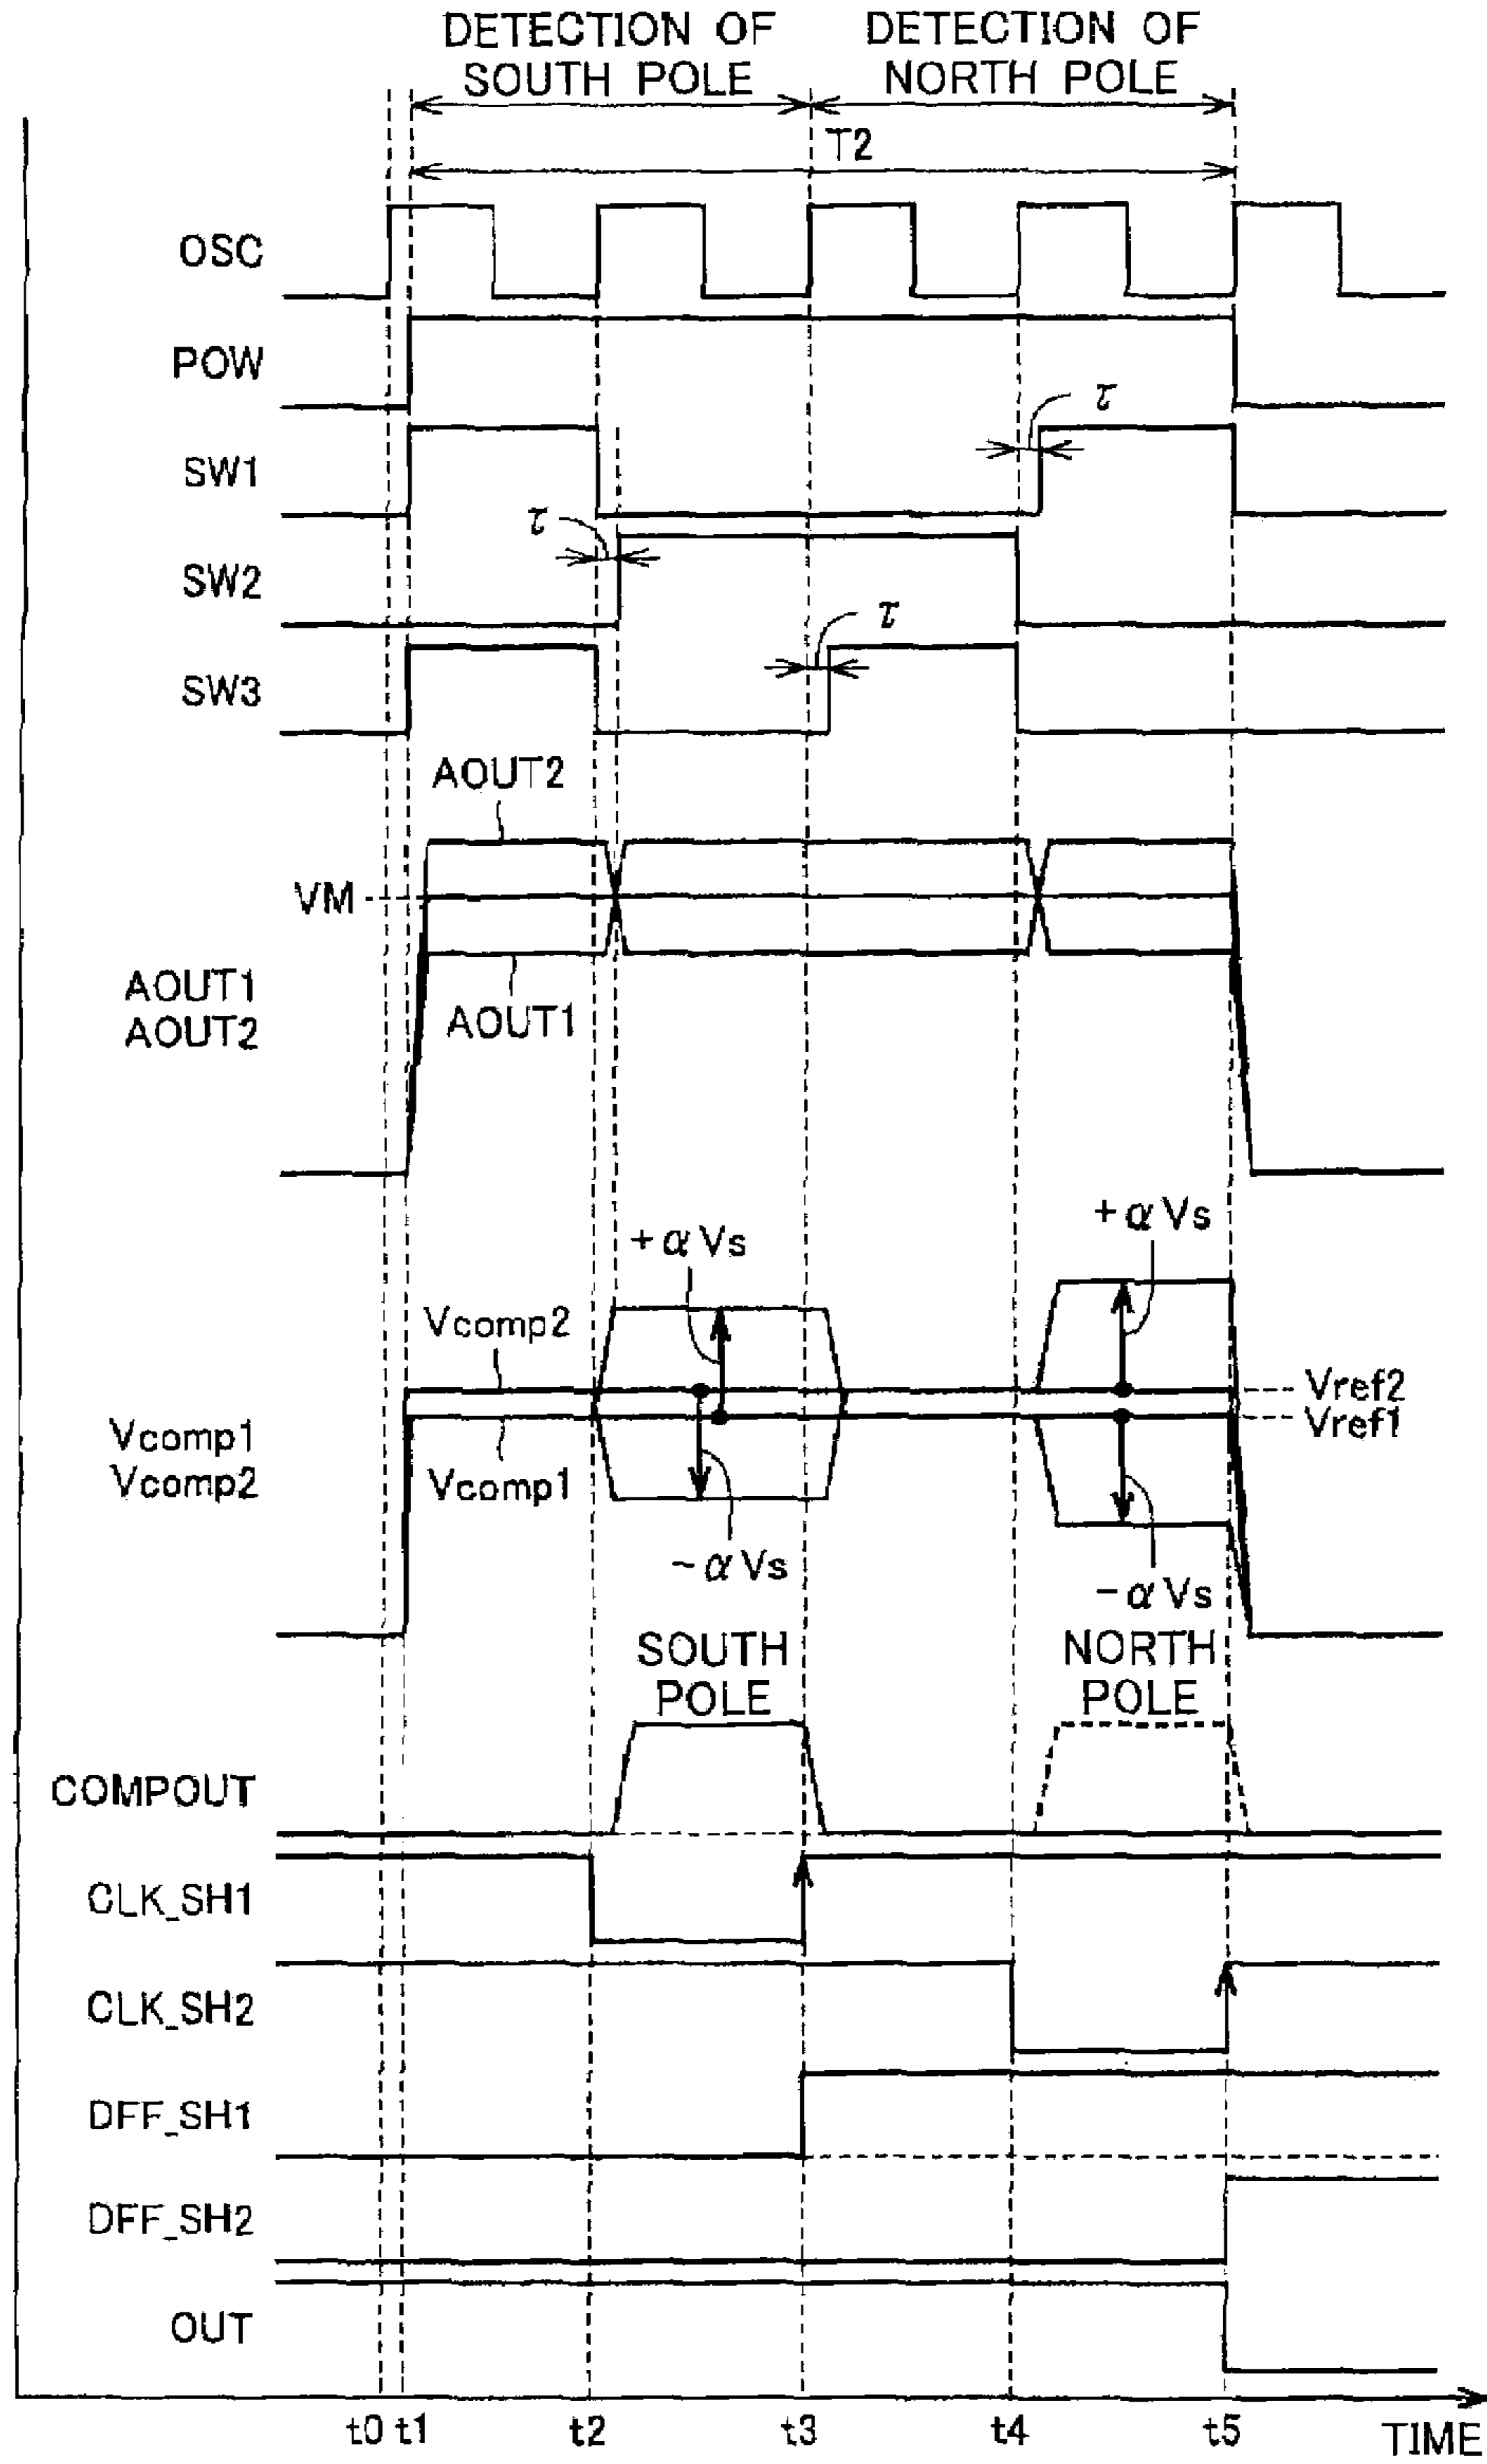 DETECTION OF
SOUTH POLE
DETECTION OF
NORTH POLE
T2
OSC
POW
τ
SW1
τ
SW2
τ
SW3
AOUT2
VM
AOUT1
AOUT2
AOUT1
+αVs
+αVs
Vcomp2
Vref2
Vref1
Vcomp1
Vcomp2
Vcomp1
-αVs
-αVs
SOUTH
POLE
NORTH
POLE
COMPOUT
CLK_SH1
CLK_SH2
DFF_SH1
DFF_SH2
OUT
t0 t1 t2 t3 t4 t5 TIME